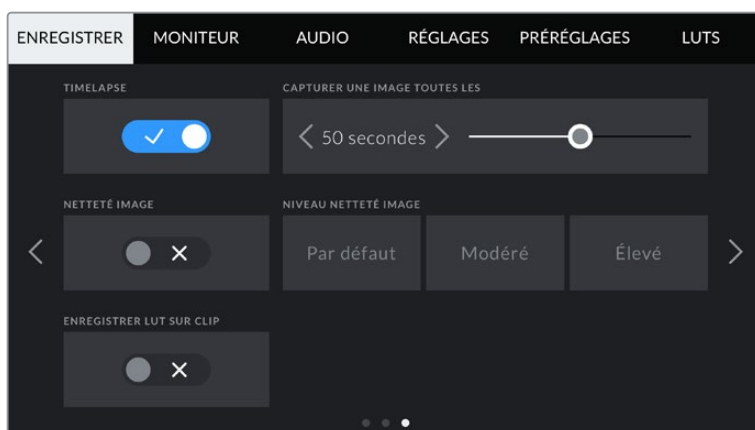 ENREGISTRER MONITEUR AUDIO RÉGLAGES PRÉRÉGLAGES LUTS
TIMELAPSE CAPTURER UNE IMAGE TOUTES LES
50 secondes
NETTETÉ IMAGE NIVEAU NETTETÉ IMAGE
Par défaut Modéré Élevé
ENREGISTRER LUT SUR CLIP